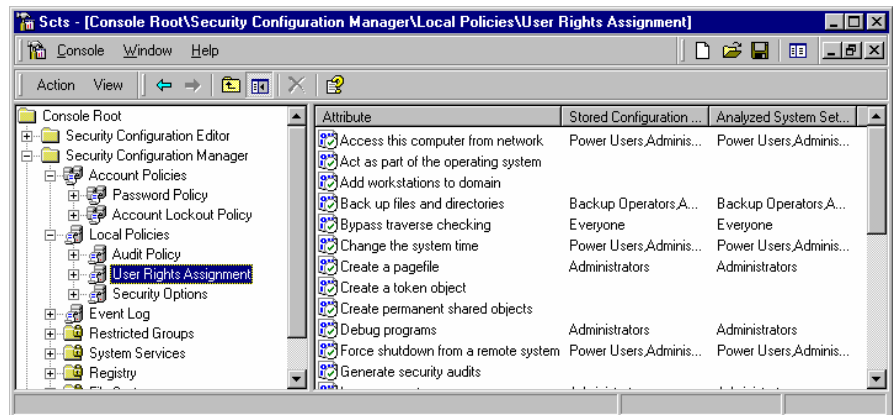 Scts - [Console Root\Security Configuration Manager\Local Policies\User Rights Assignment]
Console Window Help
Action View
Console Root
Security Configuration Editor
Security Configuration Manager
Account Policies
Password Policy
Account Lockout Policy
Local Policies
Audit Policy
User Rights Assignment
Security Options
Event Log
Restricted Groups
System Services
Registry
Attribute Stored Configuration ... Analyzed System Set...
Access this computer from network Power Users,Adminis... Power Users,Adminis...
Act as part of the operating system
Add workstations to domain
Back up files and directories Backup Operators,A... Backup Operators,A...
Bypass traverse checking Everyone Everyone
Change the system time Power Users,Adminis... Power Users,Adminis...
Create a pagefile Administrators Administrators
Create a token object
Create permanent shared objects
Debug programs Administrators Administrators
Force shutdown from a remote system Power Users,Adminis... Power Users,Adminis...
Generate security audits